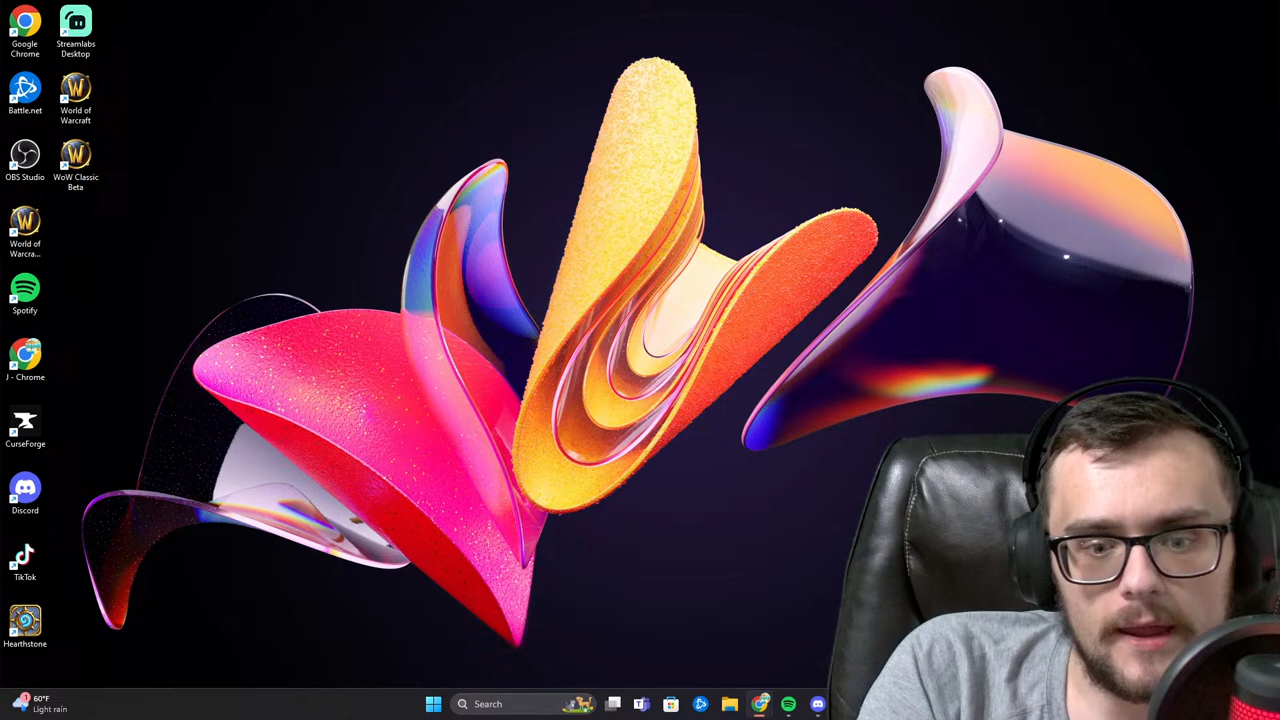 Google
Chrome
Streamlabs
Desktop
Battle.net
World of
Warcraft
OBS Studio
WoW Classic
Beta
World of
Warcra...
Spotify
J - Chrome
CurseForge
Discord
TikTok
Hearthstone
1
60°F
Light rain
Search